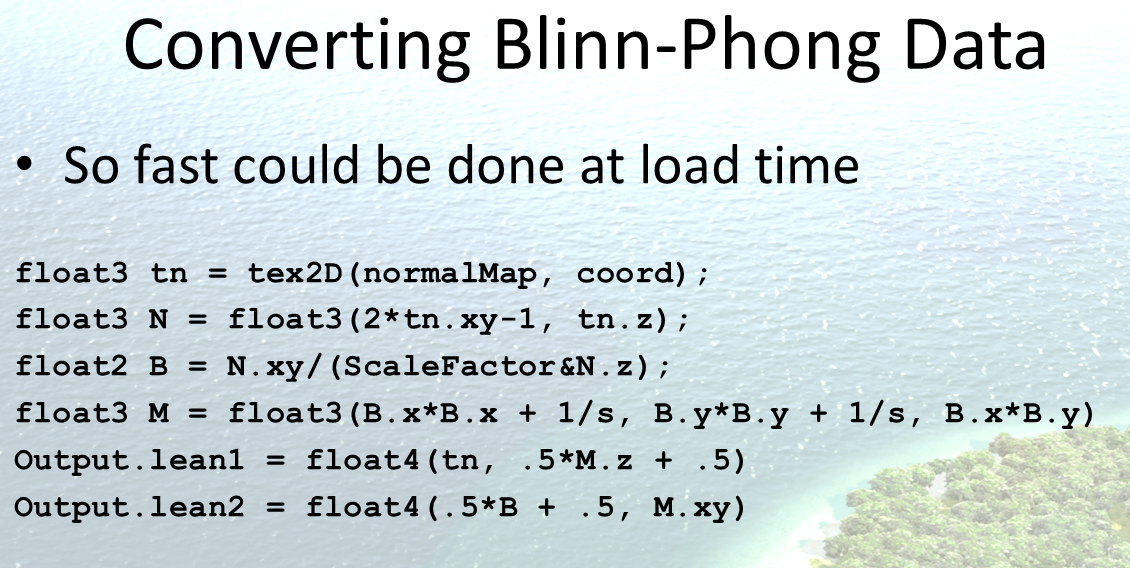 Converting Blinn-Phong Data
• So fast could be done at load time
float3 tn = tex2D(normalMap, coord);
float3 N = float3(2*tn.xy-1, tn.z);
float2 B = N.xy/(ScaleFactor&N.z);
float3 M = float3(B.x*B.x + 1/s, B.y*B.y + 1/s, B.x*B.y)
Output.lean1 = float4(tn, .5*M.z + .5)
Output.lean2 = float4(.5*B + .5, M.xy)